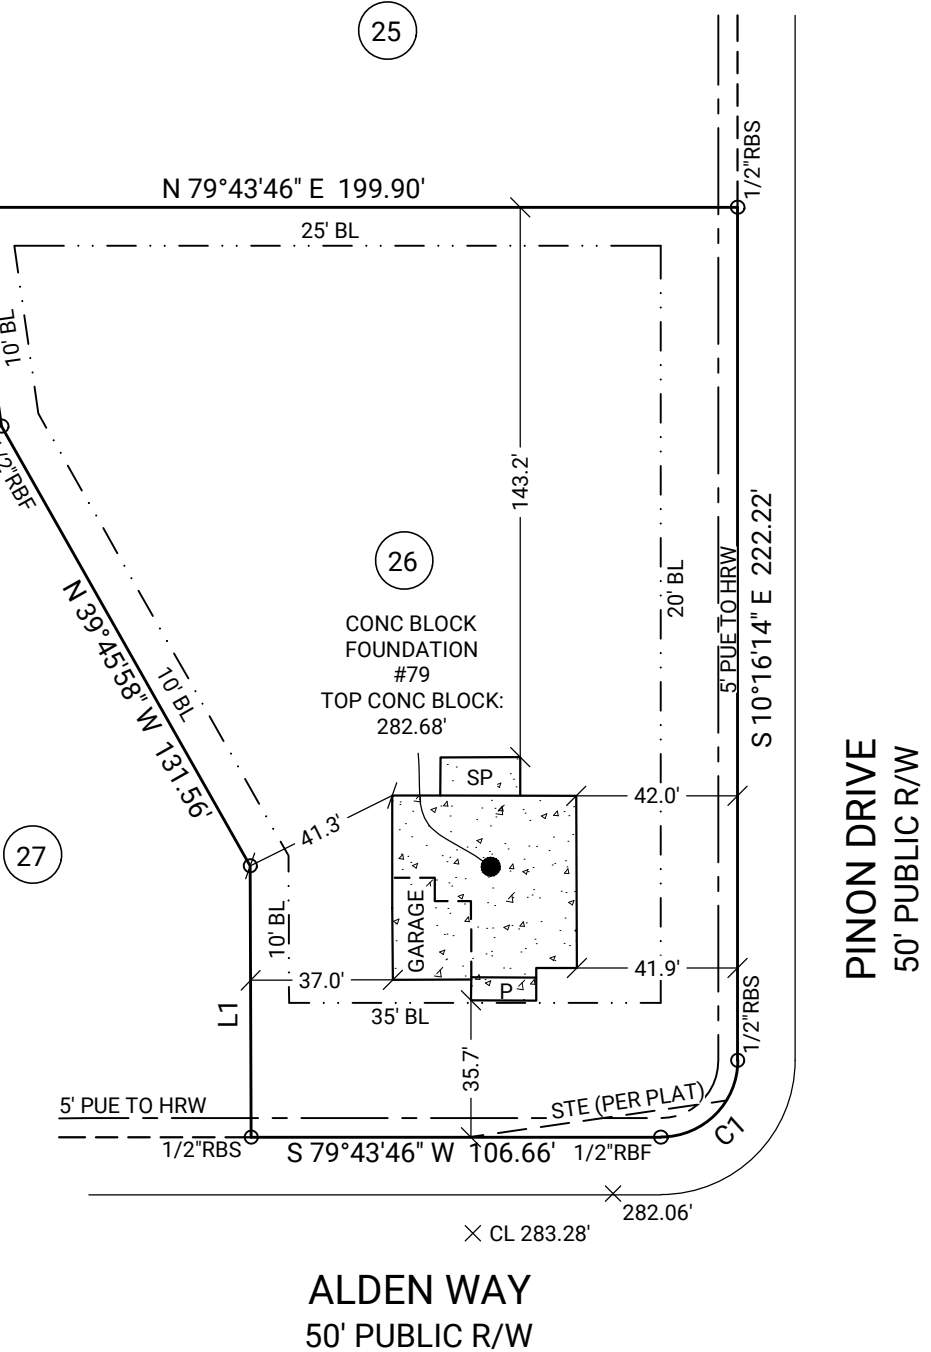 25
1/2"RBS
N 79°43'46" E 199.90'
25' BL
10' BL
1/2"RBF
143.2'
26
CONC BLOCK
FOUNDATION
#79
TOP CONC BLOCK:
282.68'
20' BL
5' PUE TO HRW
S 10°16'14" E 222.22'
N 39°45'58" W 131.56'
10' BL
SP
42.0'
41.3'
27
PINON DRIVE
50' PUBLIC R/W
10' BL
GARAGE
37.0'
P
41.9'
L1
35' BL
1/2"RBS
35.7'
5' PUE TO HRW
STE (PER PLAT)
C1
1/2"RBS
S 79°43'46" W 106.66'
1/2"RBF
282.06'
CL 283.28'
ALDEN WAY
50' PUBLIC R/W